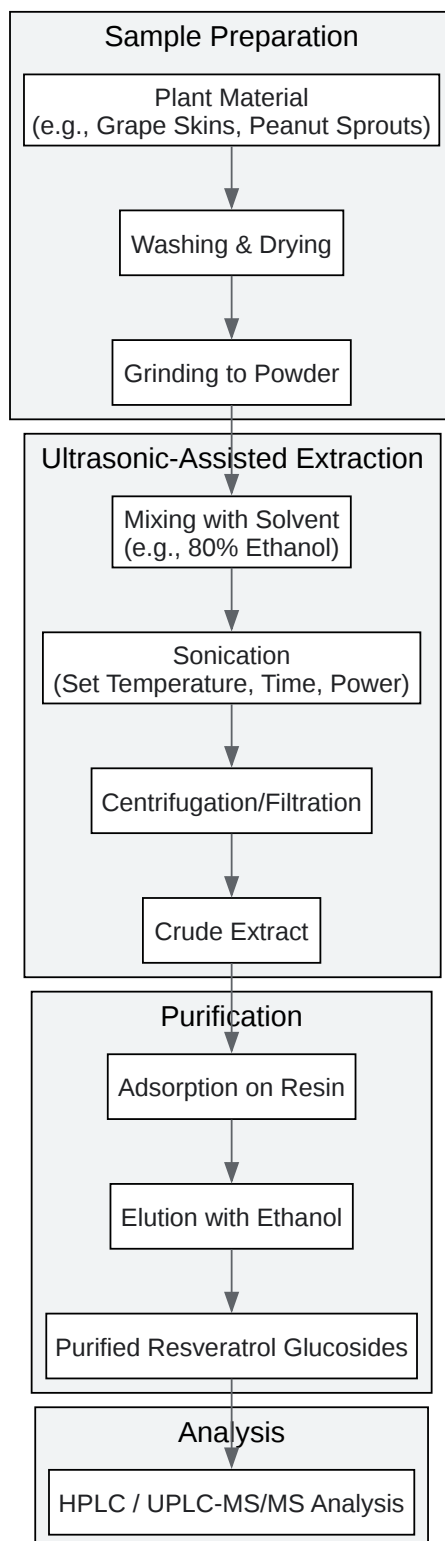 Sample Preparation
Plant Material
(e.g., Grape Skins, Peanut Sprouts)
Washing & Drying
Grinding to Powder
Ultrasonic-Assisted Extraction
Mixing with Solvent
(e.g., 80% Ethanol)
Sonication
(Set Temperature, Time, Power)
Centrifugation/Filtration
Crude Extract
Purification
Adsorption on Resin
Elution with Ethanol
Purified Resveratrol Glucosides
Analysis
HPLC / UPLC-MS/MS Analysis